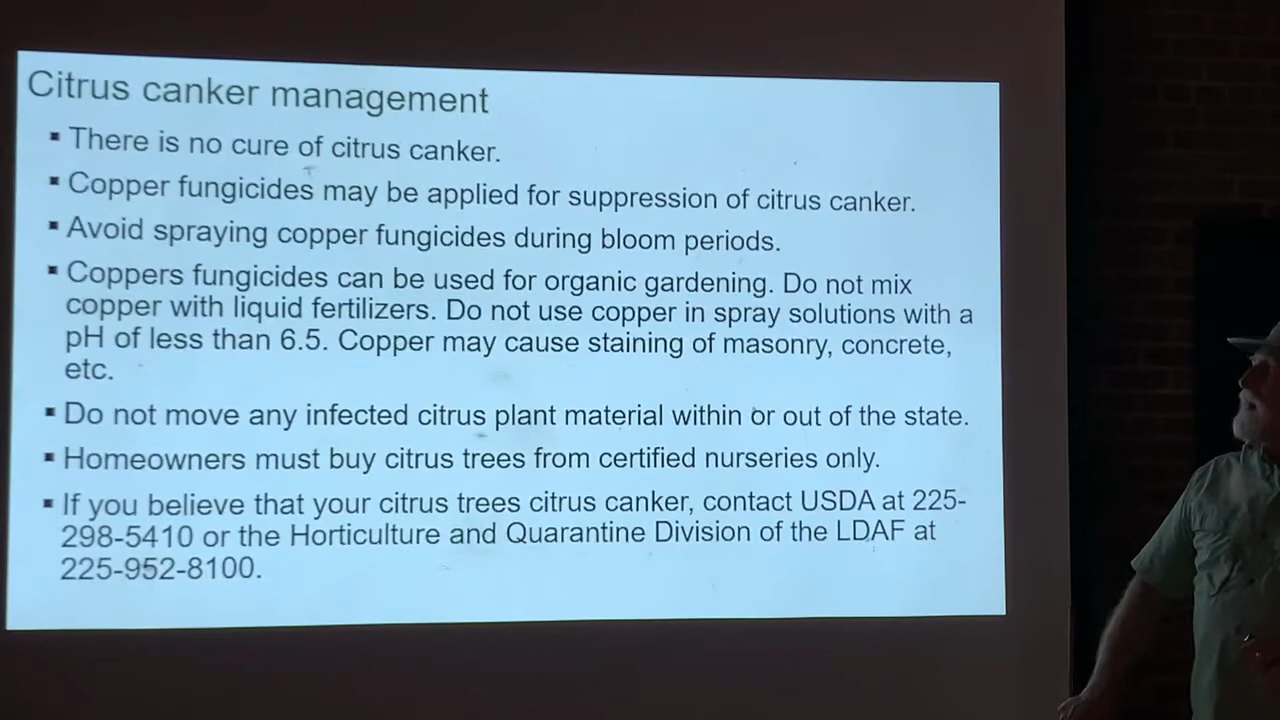 Citrus canker management
▪ There is no cure of citrus canker.
▪ Copper fungicides may be applied for suppression of citrus canker.
▪ Avoid spraying copper fungicides during bloom periods.
▪ Coppers fungicides can be used for organic gardening. Do not mix
copper with liquid fertilizers. Do not use copper in spray solutions with a
pH of less than 6.5. Copper may cause staining of masonry, concrete,
etc.
▪ Do not move any infected citrus plant material within or out of the state.
▪ Homeowners must buy citrus trees from certified nurseries only.
▪ If you believe that your citrus trees citrus canker, contact USDA at 225-
298-5410 or the Horticulture and Quarantine Division of the LDAF at
225-952-8100.